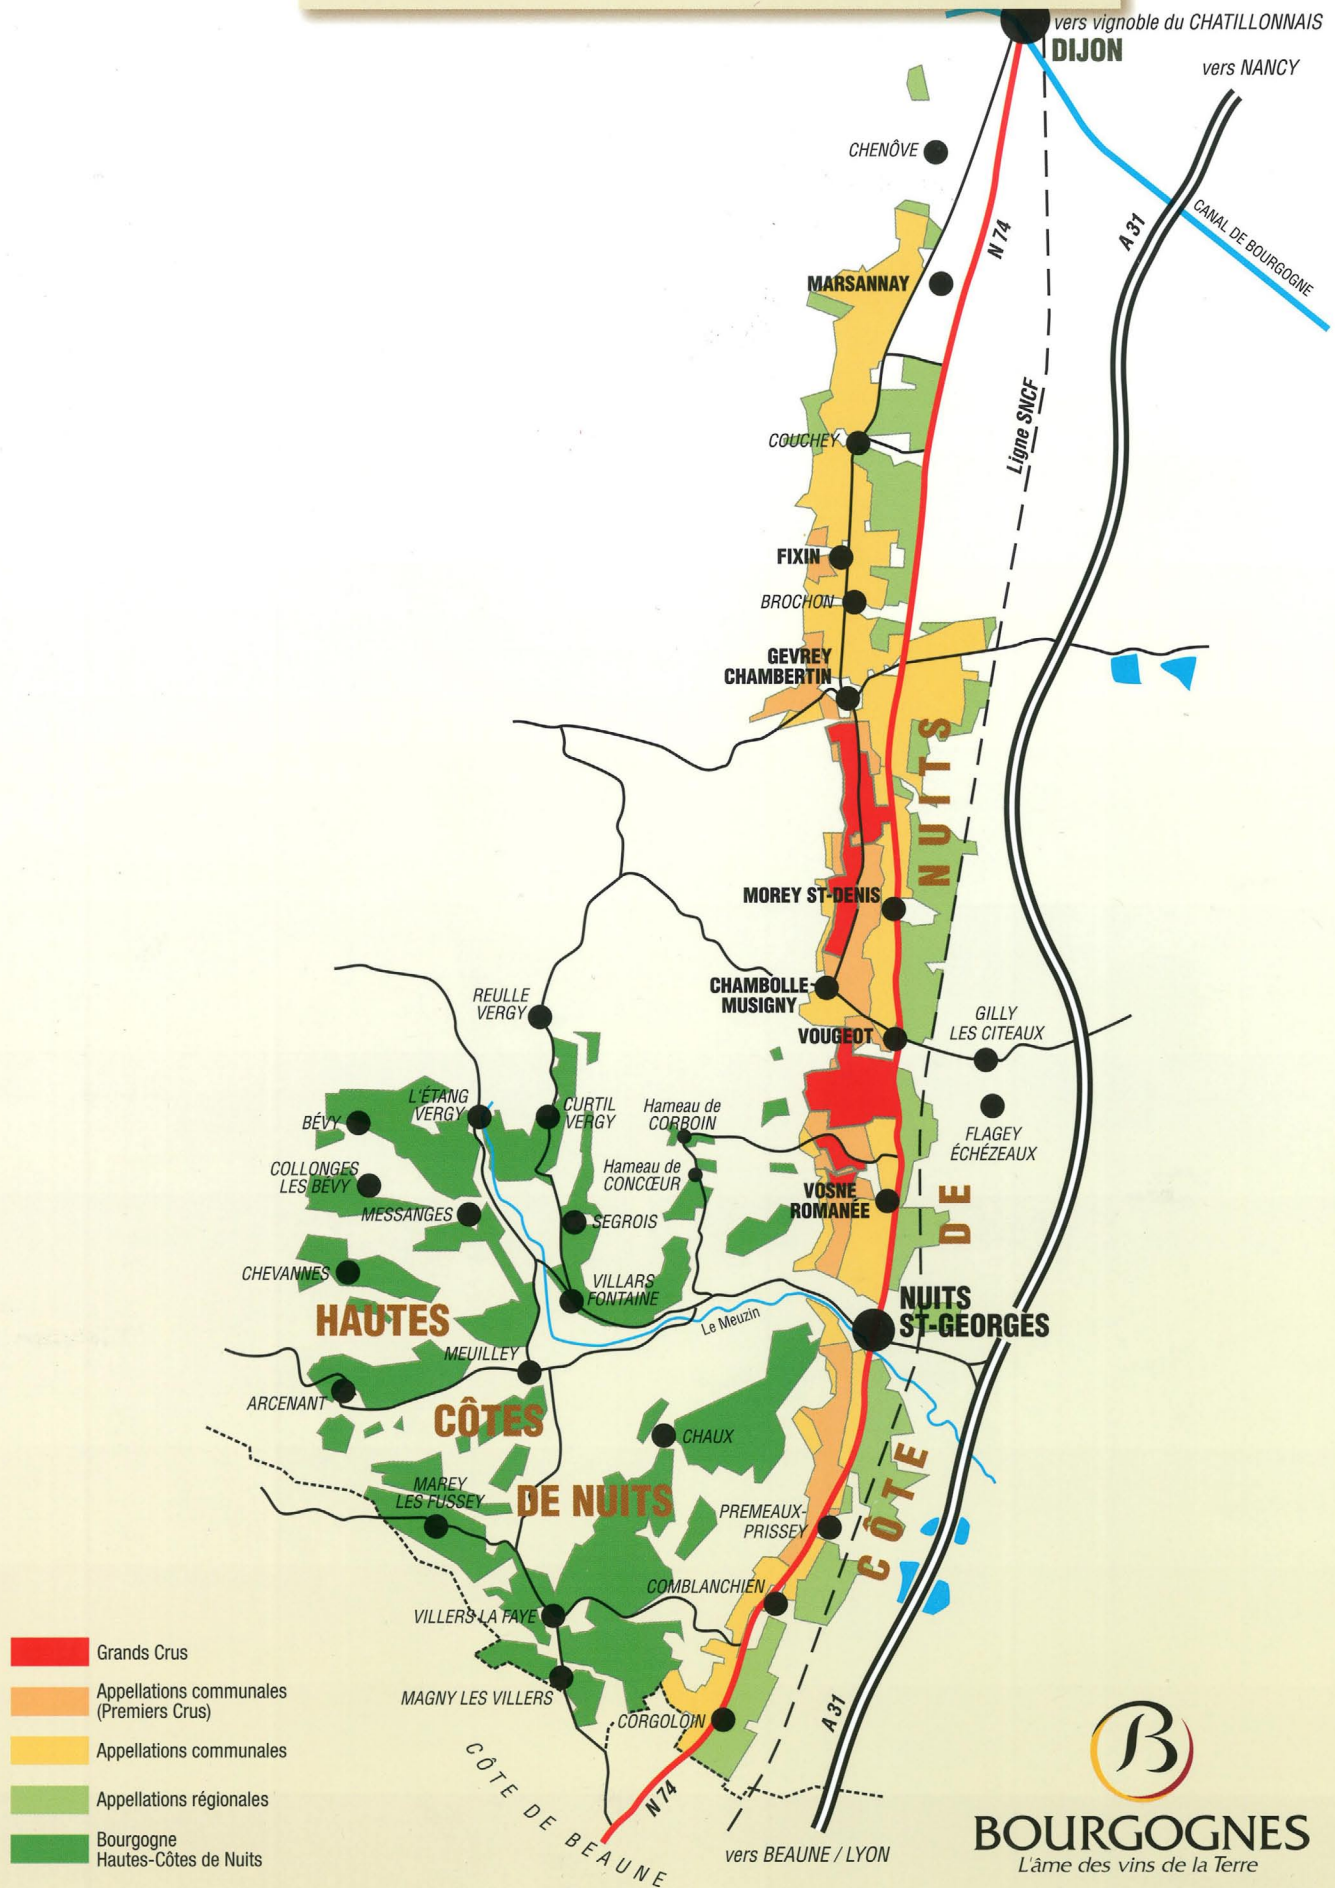 vers vignoble du CHATILLONNAIS
DIJON
vers NANCY
CHENÔVE
CANAL DE BOURGOGNE
A 31
N 74
MARSANNAY
Ligne SNCF
COUCHEY
FIXIN
BROCHON
GEVREY
CHAMBERTIN
NUITS
MOREY ST-DENIS
CHAMBOLLE-
MUSIGNY
REULLE
VERGY
GILLY
LES CITEAUX
VOUGEOT
L'ÉTANG
VERGY
CURTIL
VERGY
Hameau de
CORBOIN
BÉVY
FLAGEY
ÉCHÉZEAUX
COLLONGES
LES BÉVY
Hameau de
CONCŒUR
VOSNE
ROMANÉE
DE
MESSANGES
SEGROIS
CHEVANNES
VILLARS
FONTAINE
NUITS
ST-GEORGES
HAUTES
Le Meuzin
MEUILLEY
ARCENANT
CÔTES
CHAUX
CÔTE
MAREY
LES FUSSEY
DE NUITS
PREMEAUX-
PRISSEY
COMBLANCHIEN
VILLERS LA FAYE
MAGNY LES VILLERS
CORGOLOIN
A 31
N 74
CÔTE DE BEAUNE
vers BEAUNE / LYON
Grands Crus
Appellations communales
(Premiers Crus)
Appellations communales
Appellations régionales
Bourgogne
Hautes-Côtes de Nuits
B
BOURGOGNES
L'âme des vins de la Terre